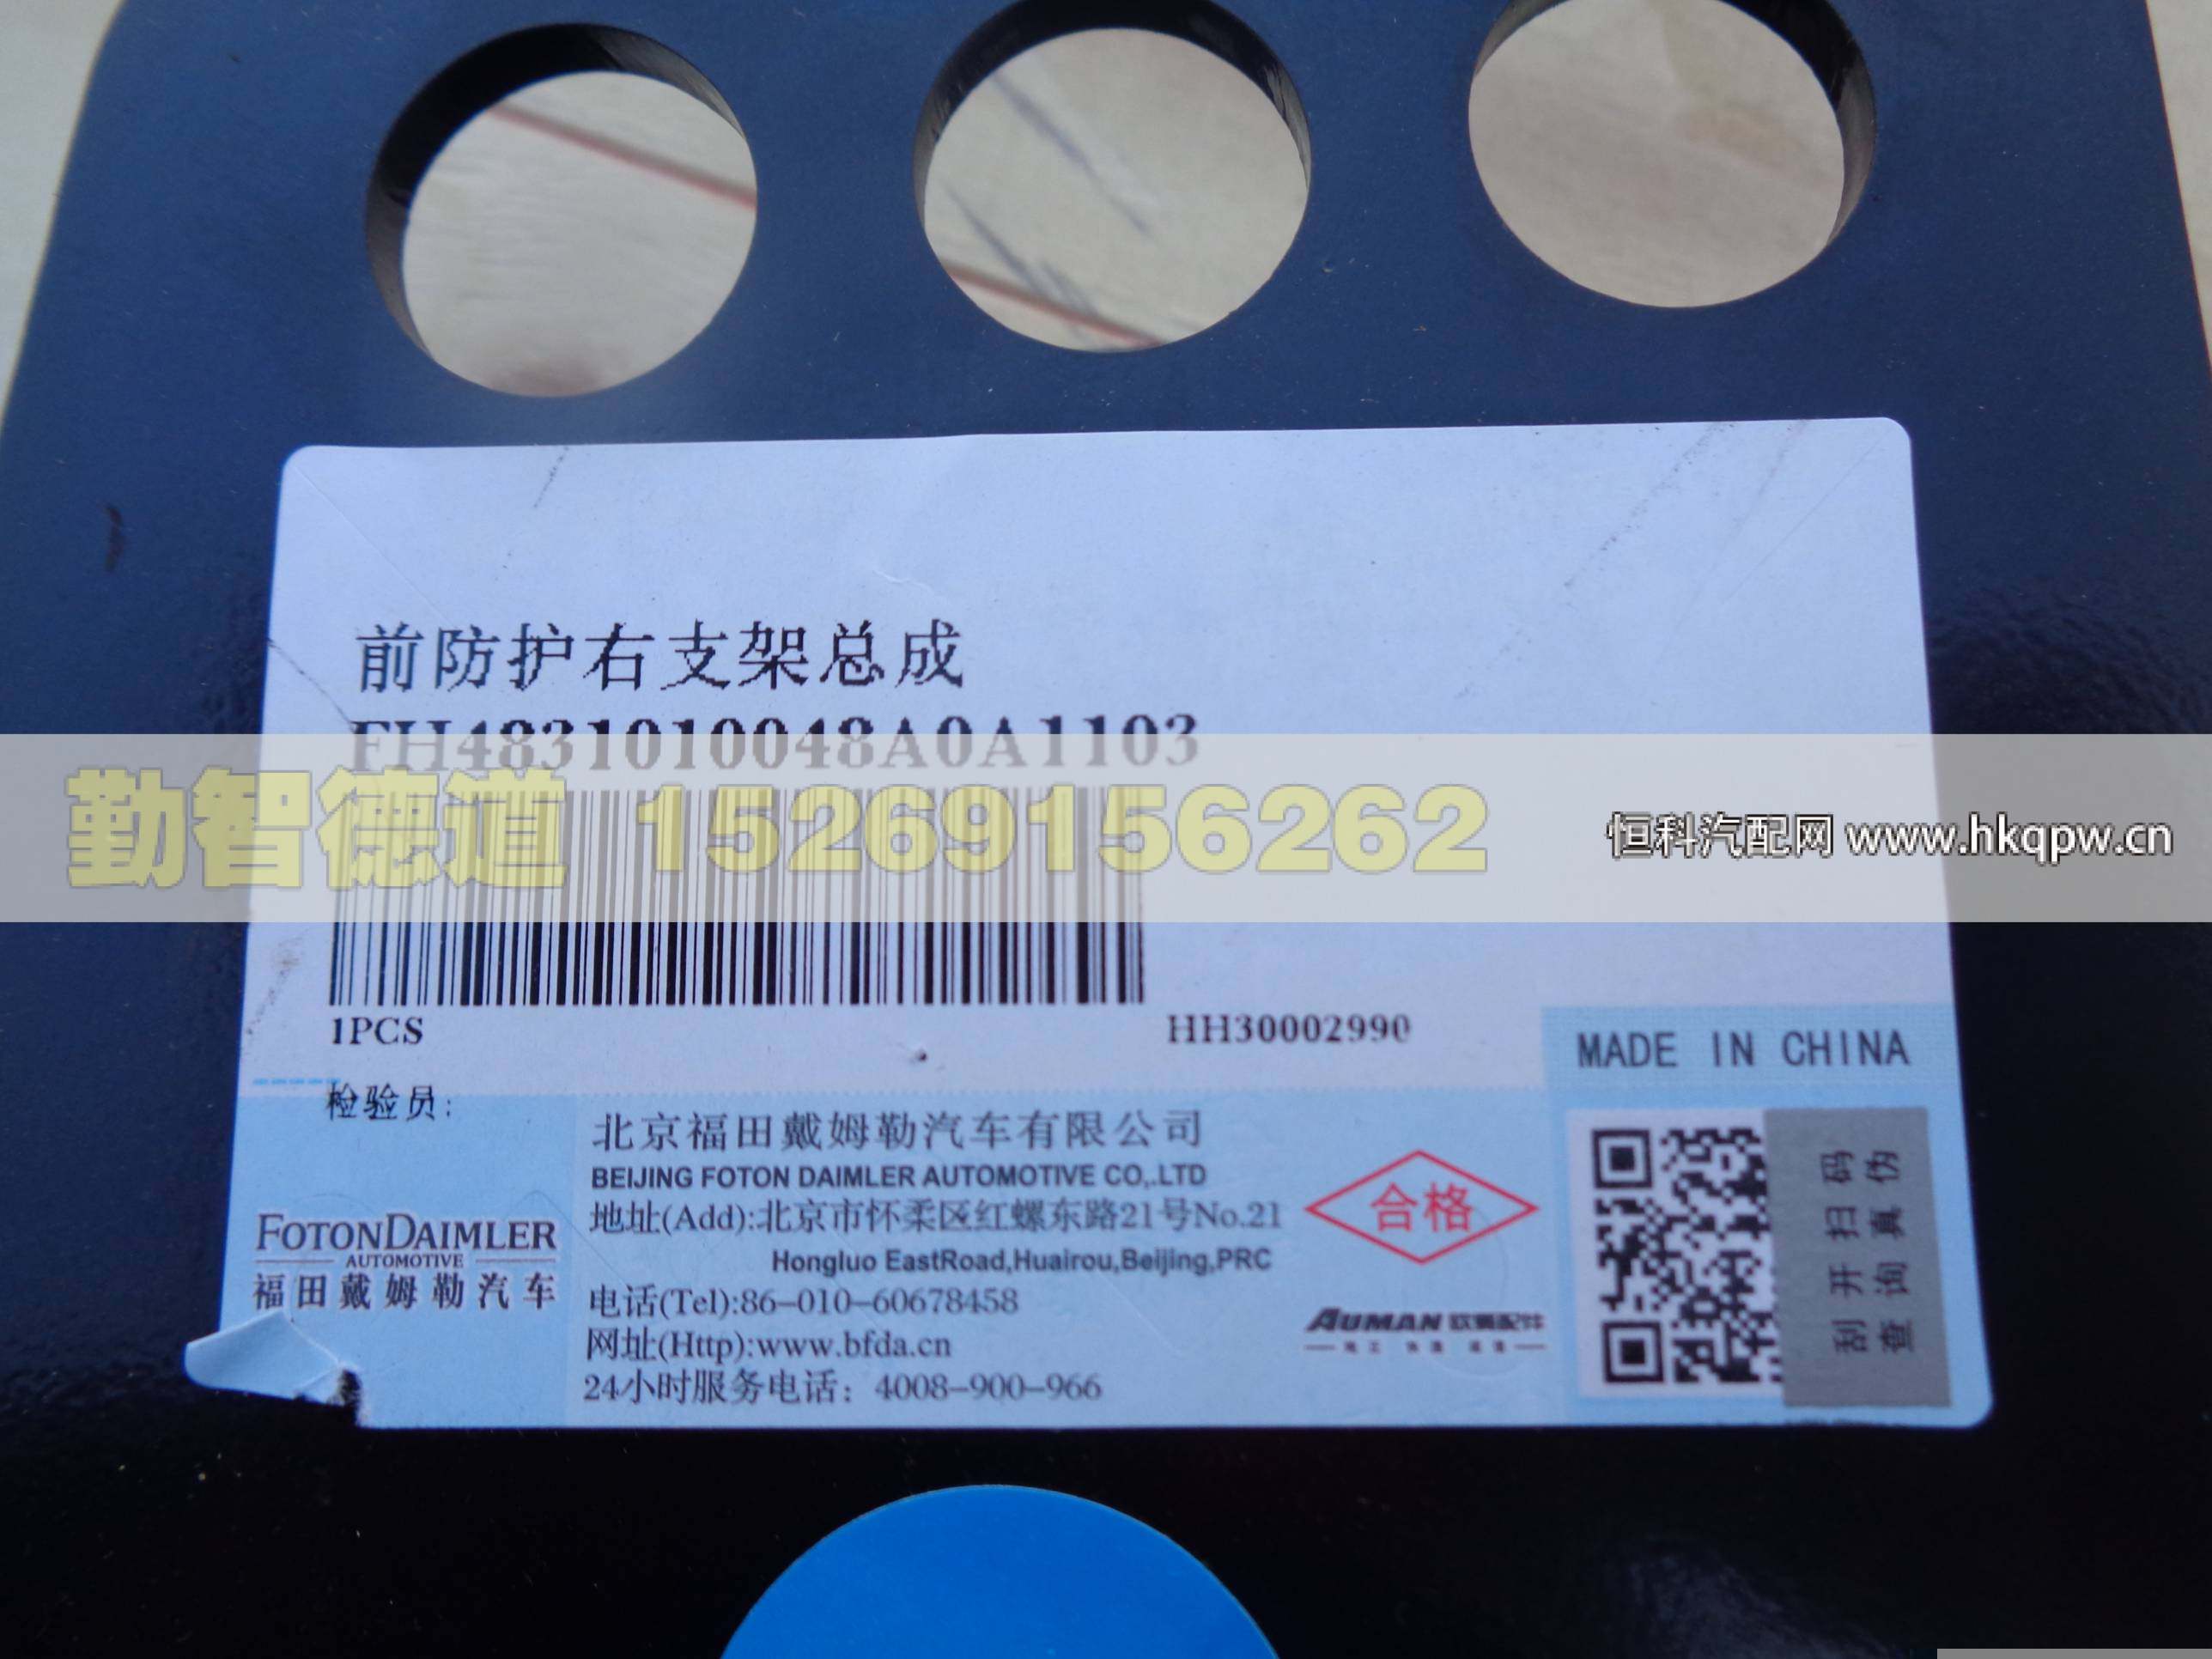 前防护右支架总成
FH4831010048A0A1103
勤智德道 15269156262
恒科汽配网 www.hkqpw.cn
1PCS
HH30002990
MADE IN CHINA
检验员:
北京福田戴姆勒汽车有限公司
BEIJING FOTON DAIMLER AUTOMOTIVE CO,.LTD
地址(Add):北京市怀柔区红螺东路21号No.21
Hongluo EastRoad,Huairou,Beijing,PRC
电话(Tel):86-010-60678458
网址(Http):www.bfda.cn
24小时服务电话：4008-900-966
FOTONDAIMLER
AUTOMOTIVE
福田戴姆勒汽车
合格
AUMAN 欧曼配件
刮开扫码
查询真伪